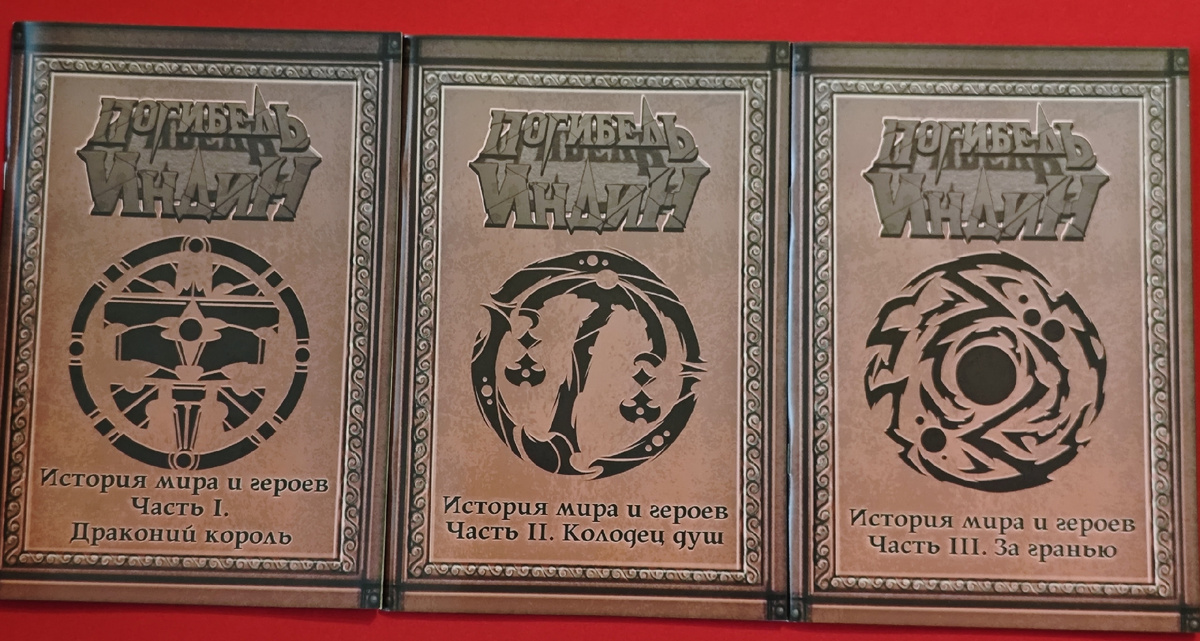 Погибель
Индин
История мира и героев
Часть I.
Драконий король
Погибель
Индин
История мира и героев
Часть II. Колодец душ
Погибель
Индин
История мира и героев
Часть III. За гранью